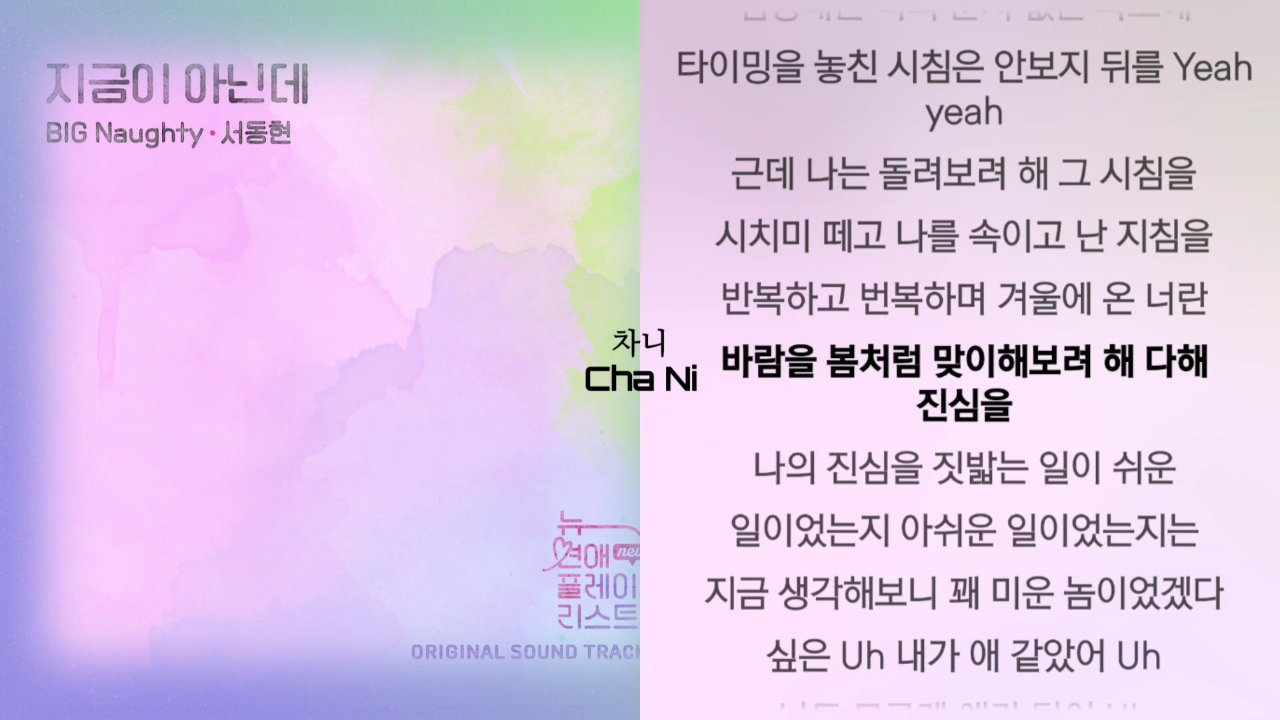 지금이 아닌데
BIG Naughty • 서동현
뉴
연애 new
플레이
리스트
ORIGINAL SOUND TRACK
차니
Cha Ni
타이밍을 놓친 시침은 안보지 뒤를 Yeah
yeah
근데 나는 돌려보려 해 그 시침을
시치미 떼고 나를 속이고 난 지침을
반복하고 번복하며 겨울에 온 너란
바람을 봄처럼 맞이해보려 해 다해
진심을
나의 진심을 짓밟는 일이 쉬운
일이었는지 아쉬운 일이었는지는
지금 생각해보니 꽤 미운 놈이었겠다
싶은 Uh 내가 애 같았어 Uh